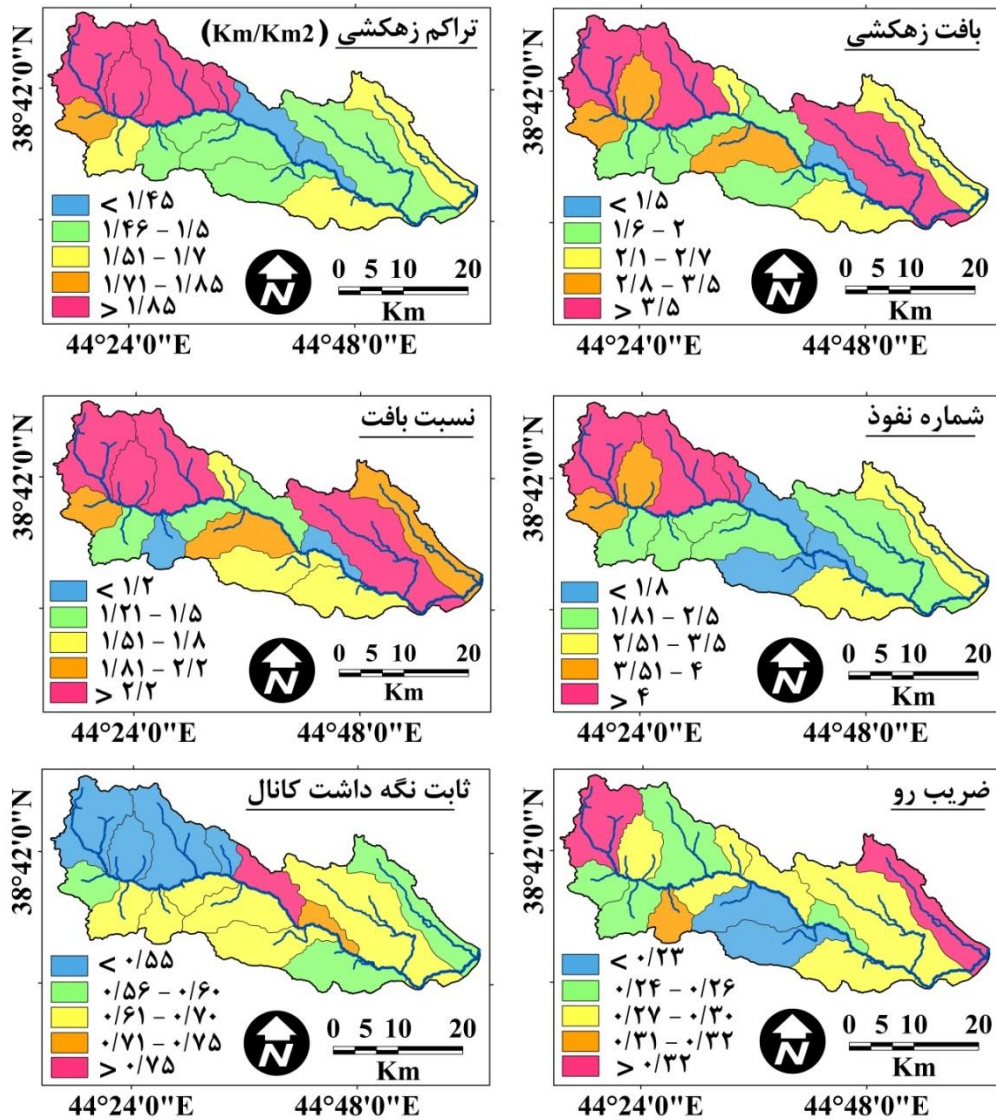 تراکم زهکشی (Km/Km2)
38°42'0"N
< ۱/۴۵
۱/۴۶ - ۱/۵
۱/۵۱ - ۱/۷
۱/۷۱ - ۱/۸۵
> ۱/۸۵
N
0 5 10 20
Km
44°24'0"E 44°48'0"E
بافت زهکشی
38°42'0"N
< ۱/۵
۱/۶ - ۲
۲/۱ - ۲/۷
۲/۸ - ۳/۵
> ۳/۵
N
0 5 10 20
Km
44°24'0"E 44°48'0"E
نسبت بافت
38°42'0"N
< ۱/۲
۱/۲۱ - ۱/۵
۱/۵۱ - ۱/۸
۱/۸۱ - ۲/۲
> ۲/۲
N
0 5 10 20
Km
44°24'0"E 44°48'0"E
شماره نفوذ
38°42'0"N
< ۱/۸
۱/۸۱ - ۲/۵
۲/۵۱ - ۳/۵
۳/۵۱ - ۴
> ۴
N
0 5 10 20
Km
44°24'0"E 44°48'0"E
ثابت نگه داشت کانال
38°42'0"N
< ۰/۵۵
۰/۵۶ - ۰/۶۰
۰/۶۱ - ۰/۷۰
۰/۷۱ - ۰/۷۵
> ۰/۷۵
N
0 5 10 20
Km
44°24'0"E 44°48'0"E
ضریب رو
38°42'0"N
< ۰/۲۳
۰/۲۴ - ۰/۲۶
۰/۲۷ - ۰/۳۰
۰/۳۱ - ۰/۳۲
> ۰/۳۲
N
0 5 10 20
Km
44°24'0"E 44°48'0"E